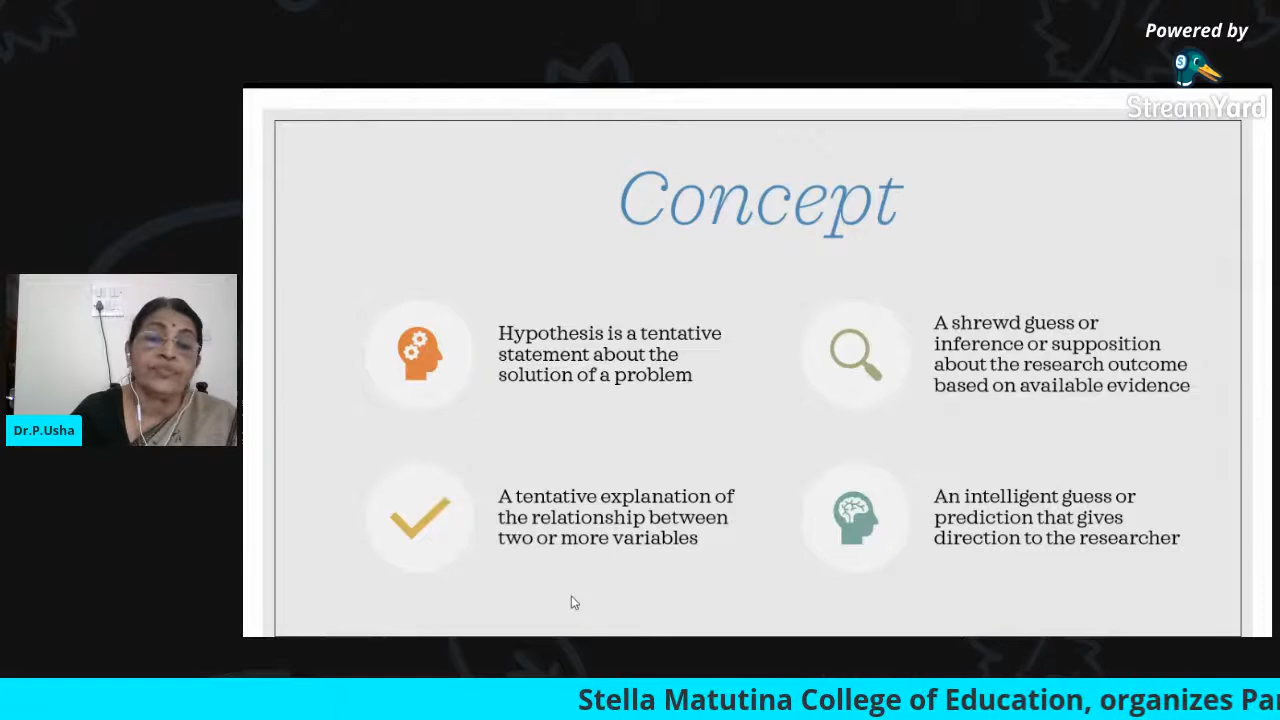 Powered by
StreamYard
Concept
Hypothesis is a tentative
statement about the
solution of a problem
A shrewd guess or
inference or supposition
about the research outcome
based on available evidence
A tentative explanation of
the relationship between
two or more variables
An intelligent guess or
prediction that gives
direction to the researcher
Dr.P.Usha
Stella Matutina College of Education, organizes Pa